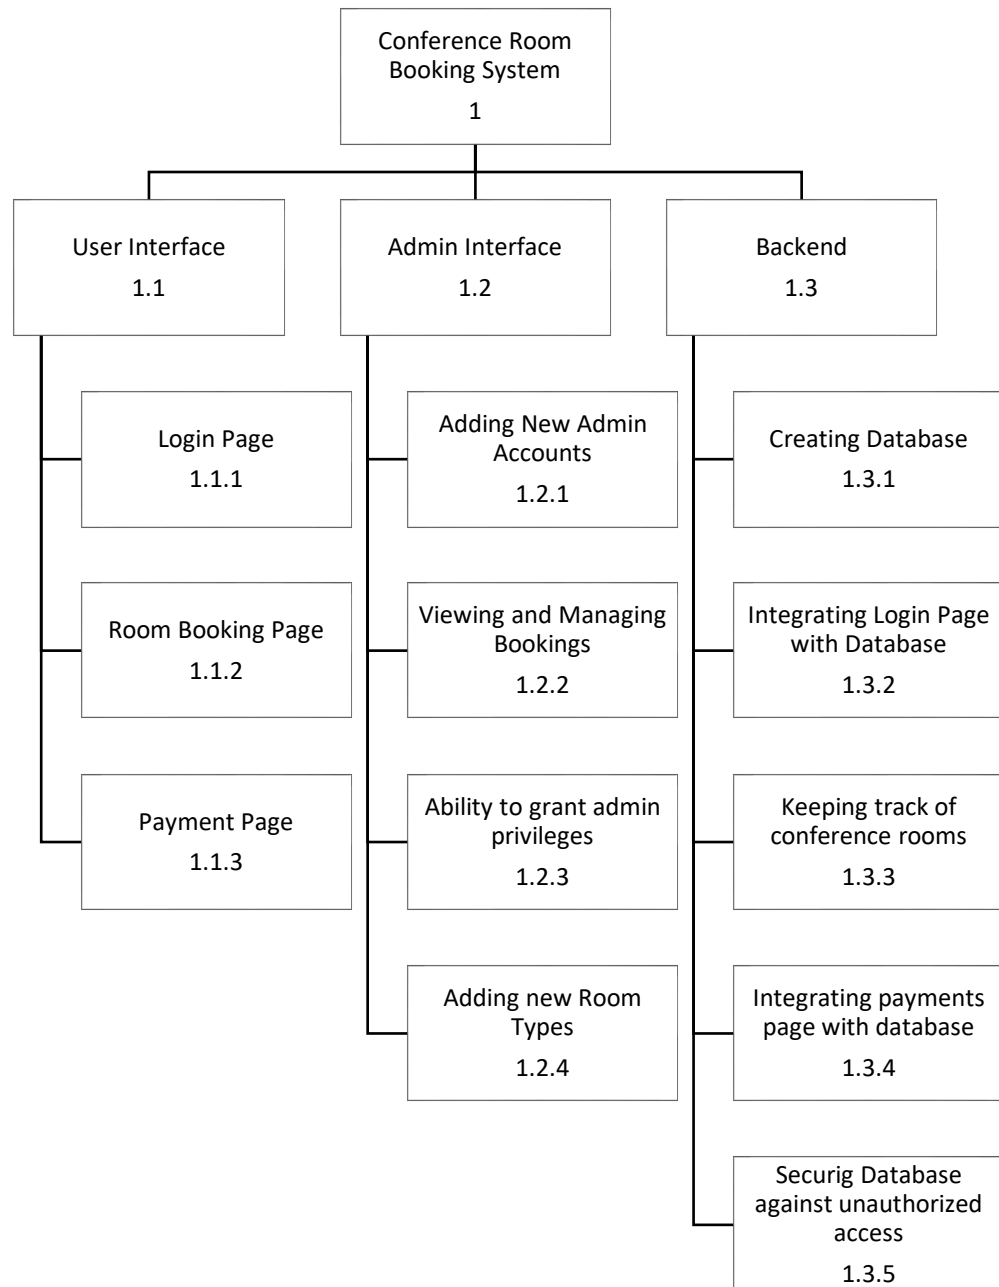 Conference Room
Booking System
1
User Interface
1.1
Admin Interface
1.2
Backend
1.3
Login Page
1.1.1
Room Booking Page
1.1.2
Payment Page
1.1.3
Adding New Admin
Accounts
1.2.1
Viewing and Managing
Bookings
1.2.2
Ability to grant admin
privileges
1.2.3
Adding new Room
Types
1.2.4
Creating Database
1.3.1
Integrating Login Page
with Database
1.3.2
Keeping track of
conference rooms
1.3.3
Integrating payments
page with database
1.3.4
Securig Database
against unauthorized
access
1.3.5